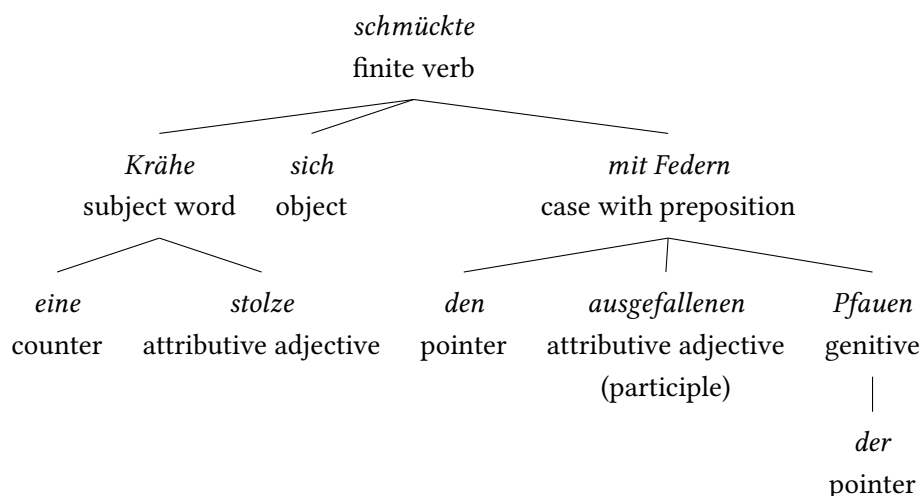 schmückte
finite verb
Krähe sich mit Federn
subject word object case with preposition
eine stolze den ausgefallenen Pfauen
counter attributive adjective pointer attributive adjective genitive
(participle)
der
pointer